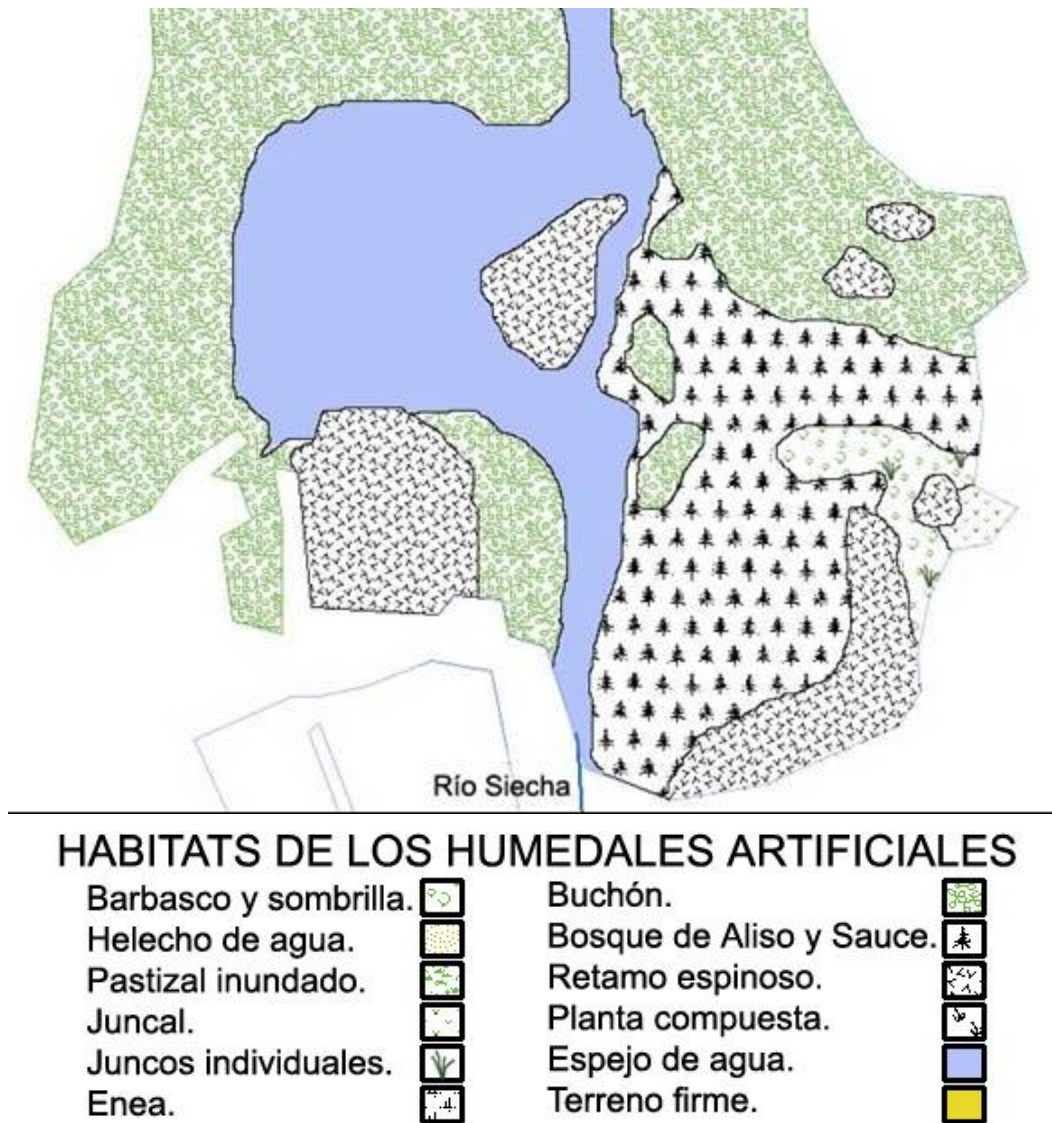 Río Siecha
HABITATS DE LOS HUMEDALES ARTIFICIALES
Barbasco y sombrilla.
Helecho de agua.
Pastizal inundado.
Juncal.
Juncos individuales.
Enea.
Buchón.
Bosque de Aliso y Sauce.
Retamo espinoso.
Planta compuesta.
Espejo de agua.
Terreno firme.